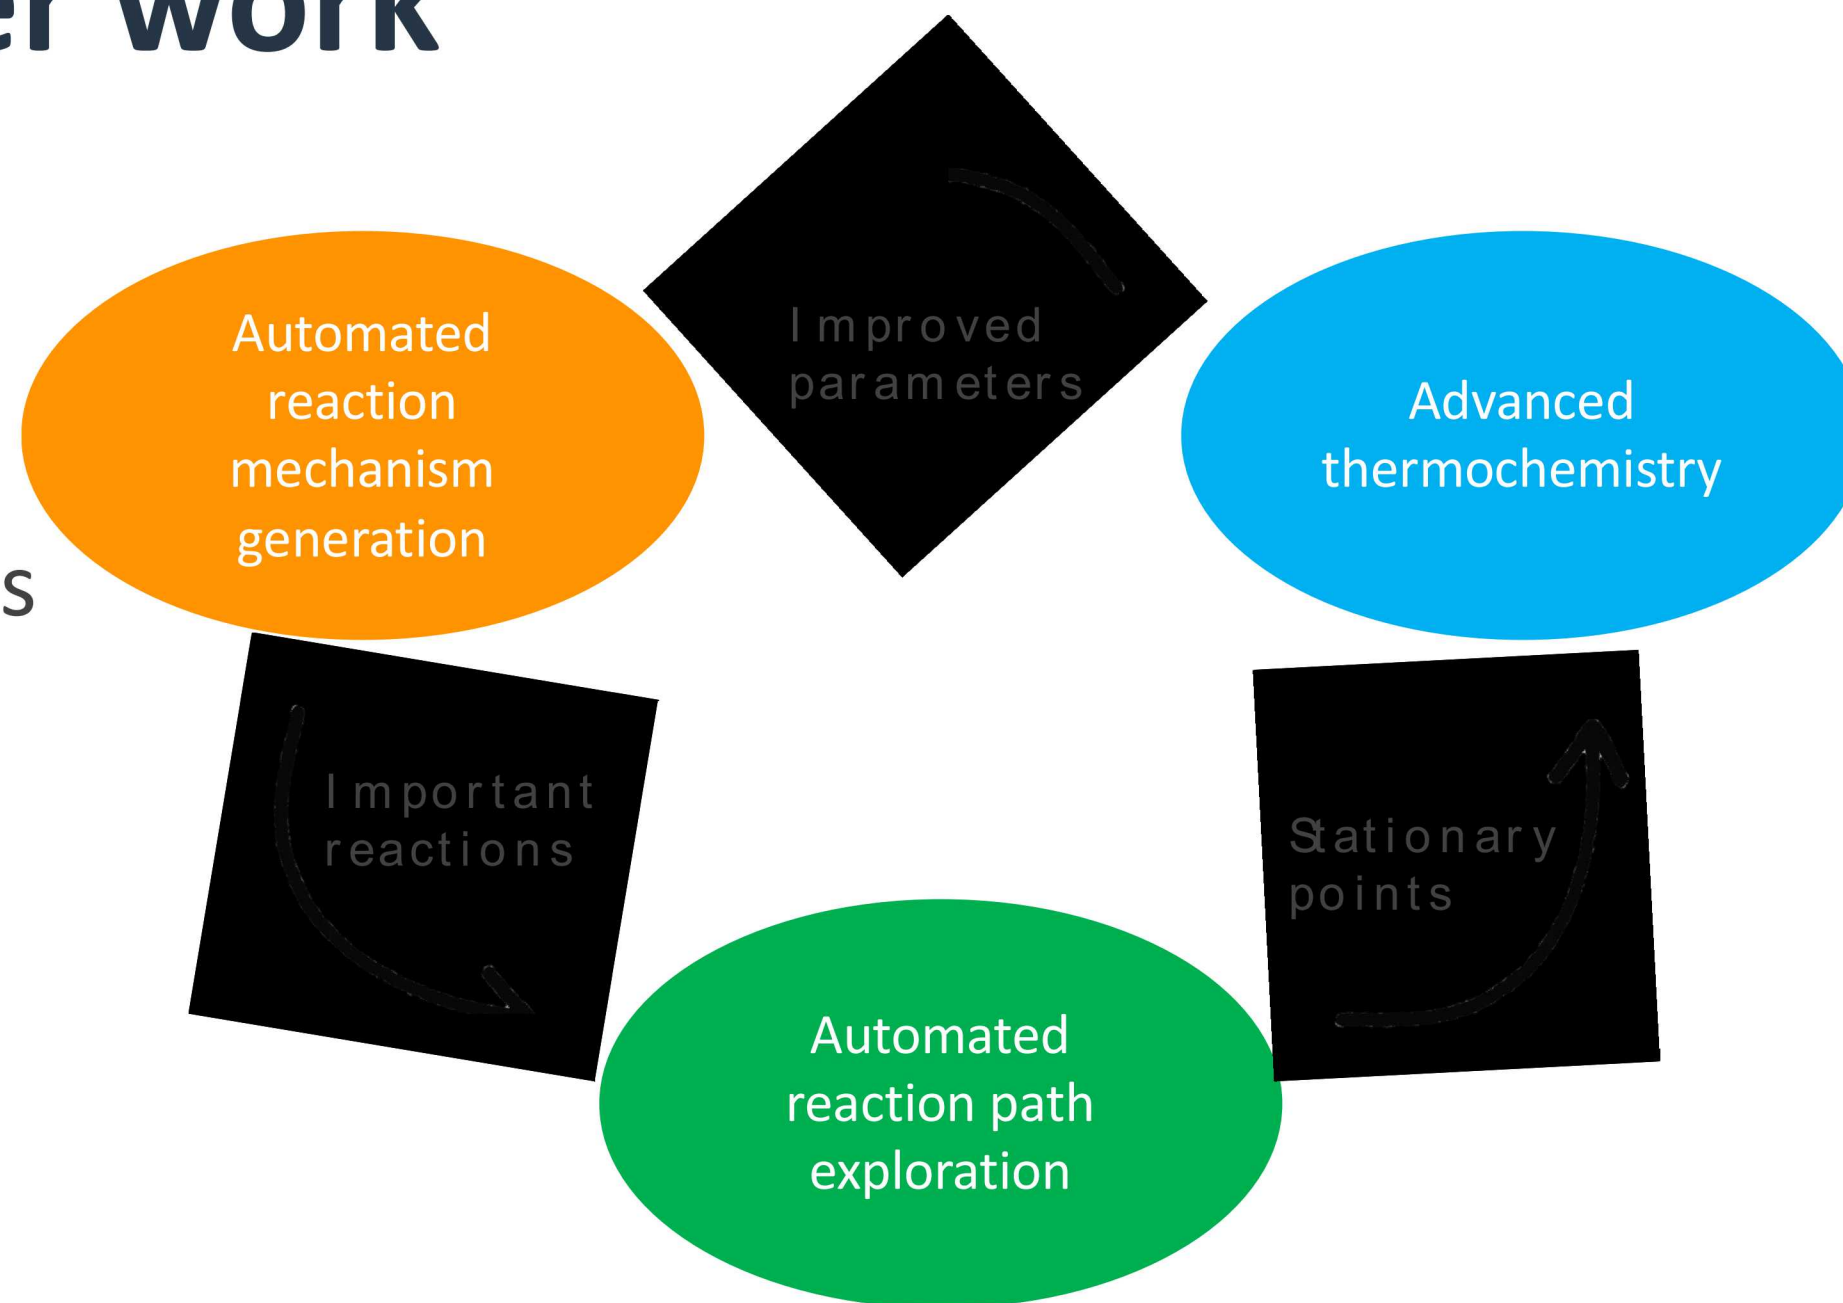 er work
Improved
parameters
Automated
reaction
mechanism
generation
Advanced
thermochemistry
s
Important
reactions
Stationary
points
Automated
reaction path
exploration